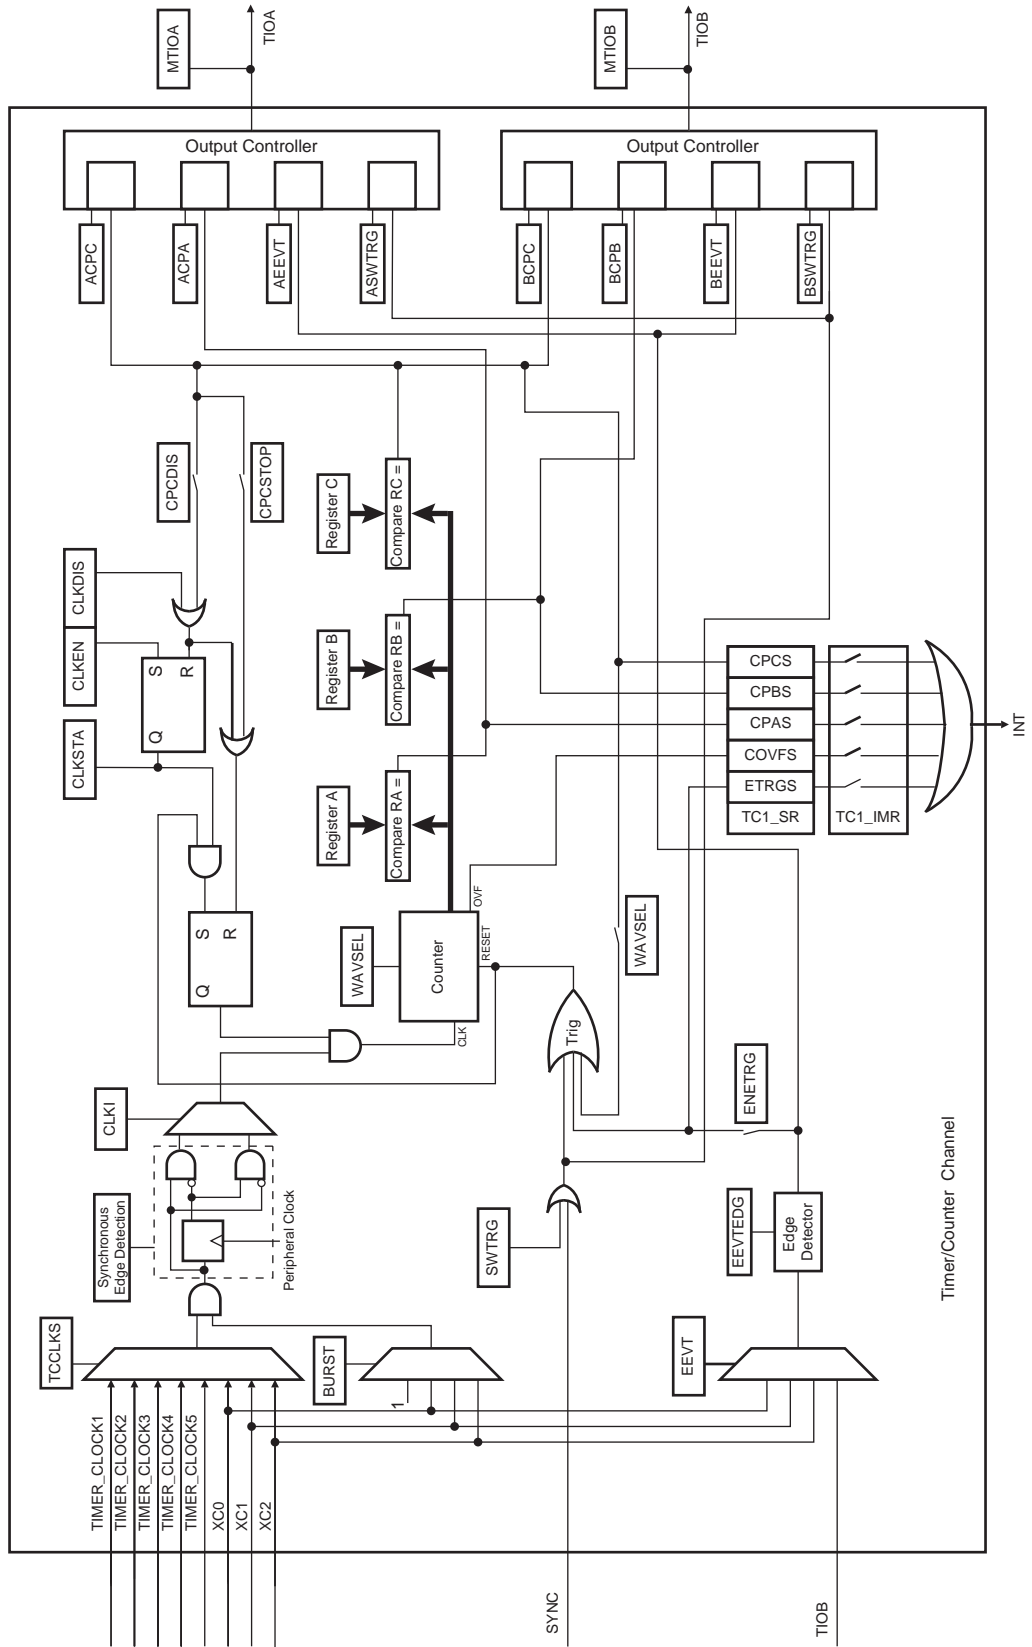 MTIOA
TIOA
MTIOB
TIOB
Output Controller
Output Controller
ACPC
ACPA
AEEVT
ASWTRG
BCPC
BCPB
BEEVT
BSWTRG
CPCDIS
CPCSTOP
Register C
Compare RC =
CLKDIS
CLKEN
CLKSTA
S
R
Q
Register B
Compare RB =
Register A
Compare RA =
CPCS
CPBS
CPAS
COVFS
ETRGS
TC1_SR
TC1_IMR
INT
S
R
Q
WAVSEL
Counter
OVF
RESET
CLK
WAVSEL
Trig
ENETRG
CLKI
Synchronous
Edge Detection
Peripheral Clock
SWTRG
EEVTEDG
Edge
Detector
Timer/Counter Channel
TCCLKS
BURST
1
EEVT
TIMER_CLOCK1
TIMER_CLOCK2
TIMER_CLOCK3
TIMER_CLOCK4
TIMER_CLOCK5
XC0
XC1
XC2
SYNC
TIOB